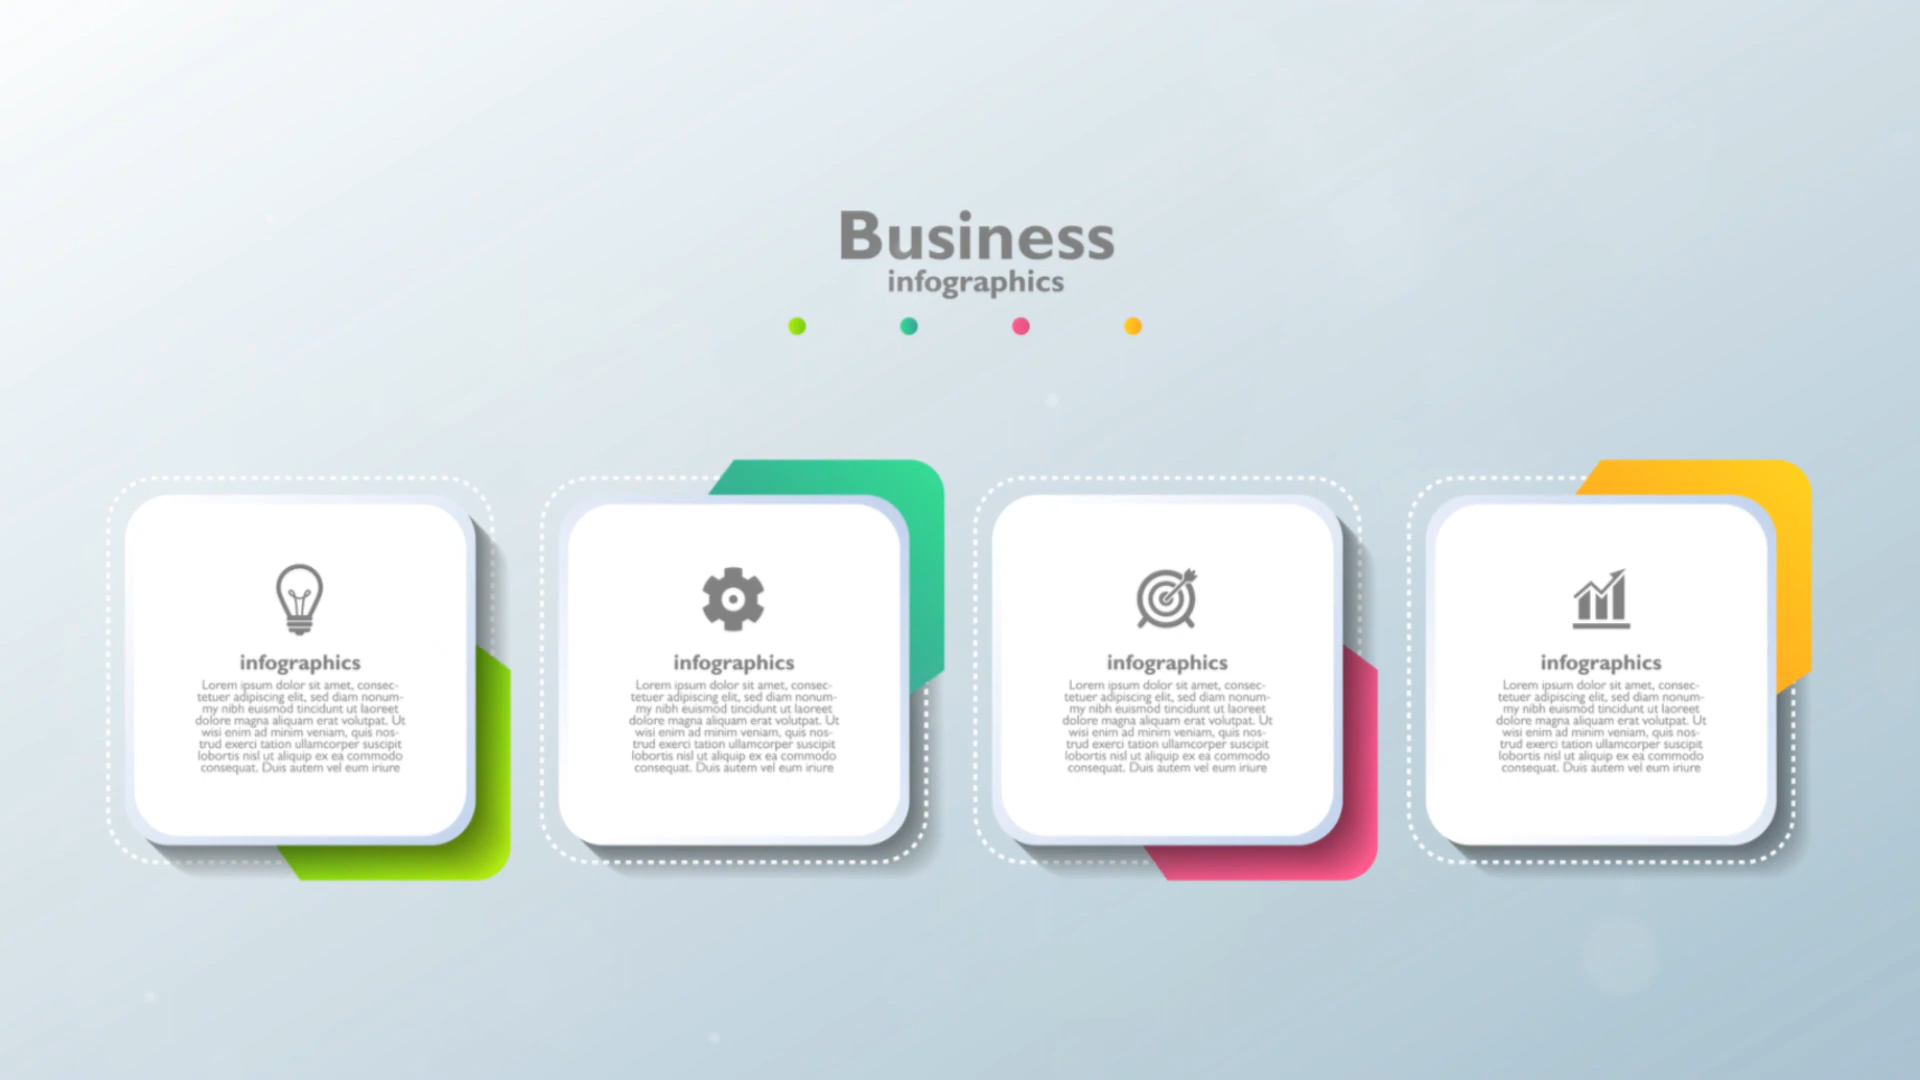 Business
infographics
infographics
Lorem ipsum dolor sit amet, consec-
tetuer adipiscing elit, sed diam nonum-
my nibh euismod tincidunt ut laoreet
dolore magna aliquam erat volutpat. Ut
wisi enim ad minim veniam, quis nos-
trud exerci tation ullamcorper suscipit
lobortis nisl ut aliquip ex ea commodo
consequat. Duis autem vel eum iriure
infographics
Lorem ipsum dolor sit amet, consec-
tetuer adipiscing elit, sed diam nonum-
my nibh euismod tincidunt ut laoreet
dolore magna aliquam erat volutpat. Ut
wisi enim ad minim veniam, quis nos-
trud exerci tation ullamcorper suscipit
lobortis nisl ut aliquip ex ea commodo
consequat. Duis autem vel eum iriure
infographics
Lorem ipsum dolor sit amet, consec-
tetuer adipiscing elit, sed diam nonum-
my nibh euismod tincidunt ut laoreet
dolore magna aliquam erat volutpat. Ut
wisi enim ad minim veniam, quis nos-
trud exerci tation ullamcorper suscipit
lobortis nisl ut aliquip ex ea commodo
consequat. Duis autem vel eum iriure
infographics
Lorem ipsum dolor sit amet, consec-
tetuer adipiscing elit, sed diam nonum-
my nibh euismod tincidunt ut laoreet
dolore magna aliquam erat volutpat. Ut
wisi enim ad minim veniam, quis nos-
trud exerci tation ullamcorper suscipit
lobortis nisl ut aliquip ex ea commodo
consequat. Duis autem vel eum iriure